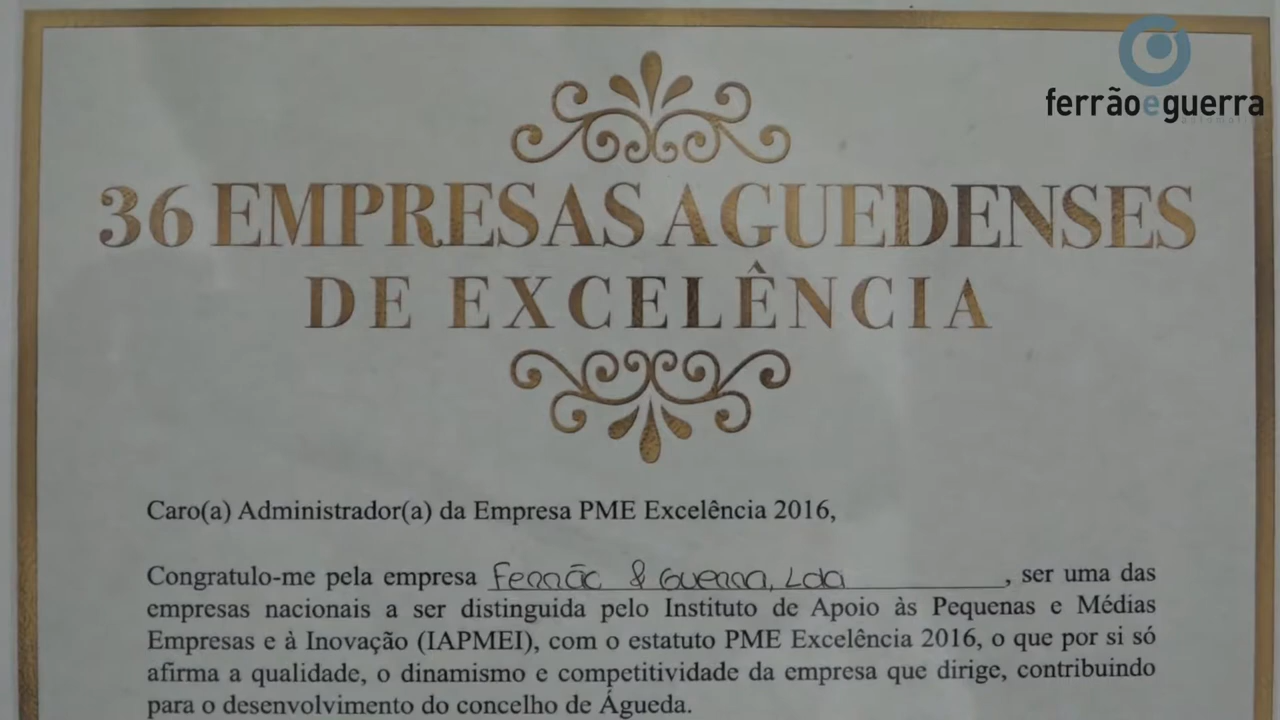 ferrãoeguerra
36 EMPRESAS AGUEDENSES
DE EXCELÊNCIA
Caro(a) Administrador(a) da Empresa PME Excelência 2016,
Congratulo-me pela empresa Ferrão & Guerra, Lda, ser uma das
empresas nacionais a ser distinguida pelo Instituto de Apoio às Pequenas e Médias
Empresas e à Inovação (IAPMEI), com o estatuto PME Excelência 2016, o que por si só
afirma a qualidade, o dinamismo e competitividade da empresa que dirige, contribuindo
para o desenvolvimento do concelho de Águeda.